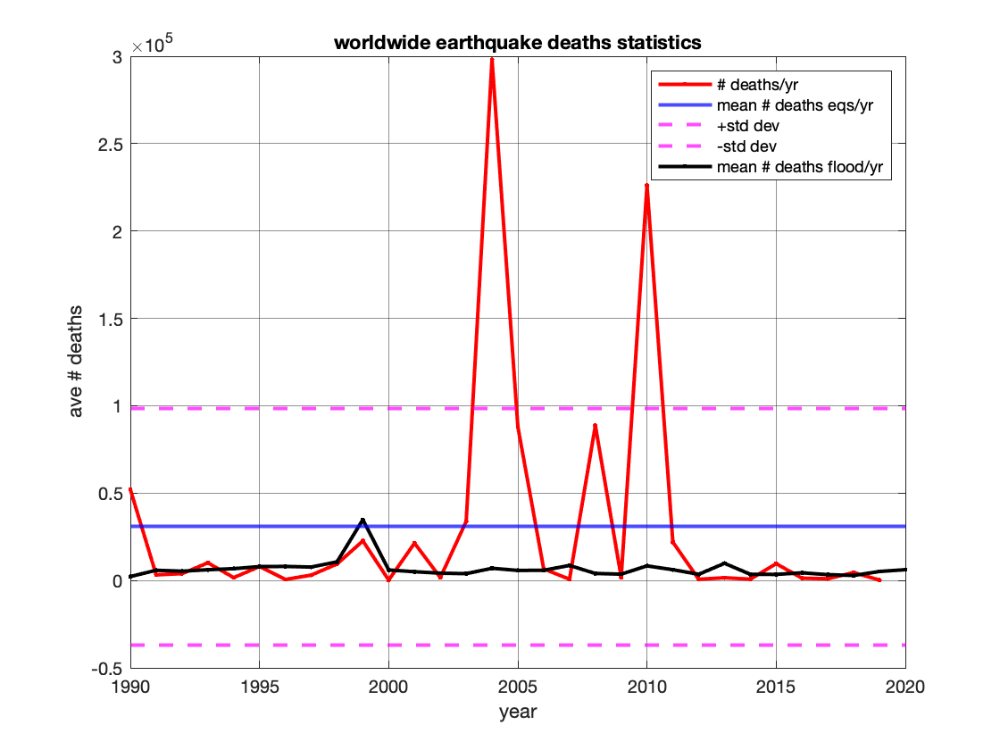 worldwide earthquake deaths statistics
×10^5
3
2.5
2
1.5
1
0.5
0
-0.5
ave # deaths
# deaths/yr
mean # deaths eqs/yr
+std dev
-std dev
mean # deaths flood/yr
1990 1995 2000 2005 2010 2015 2020
year